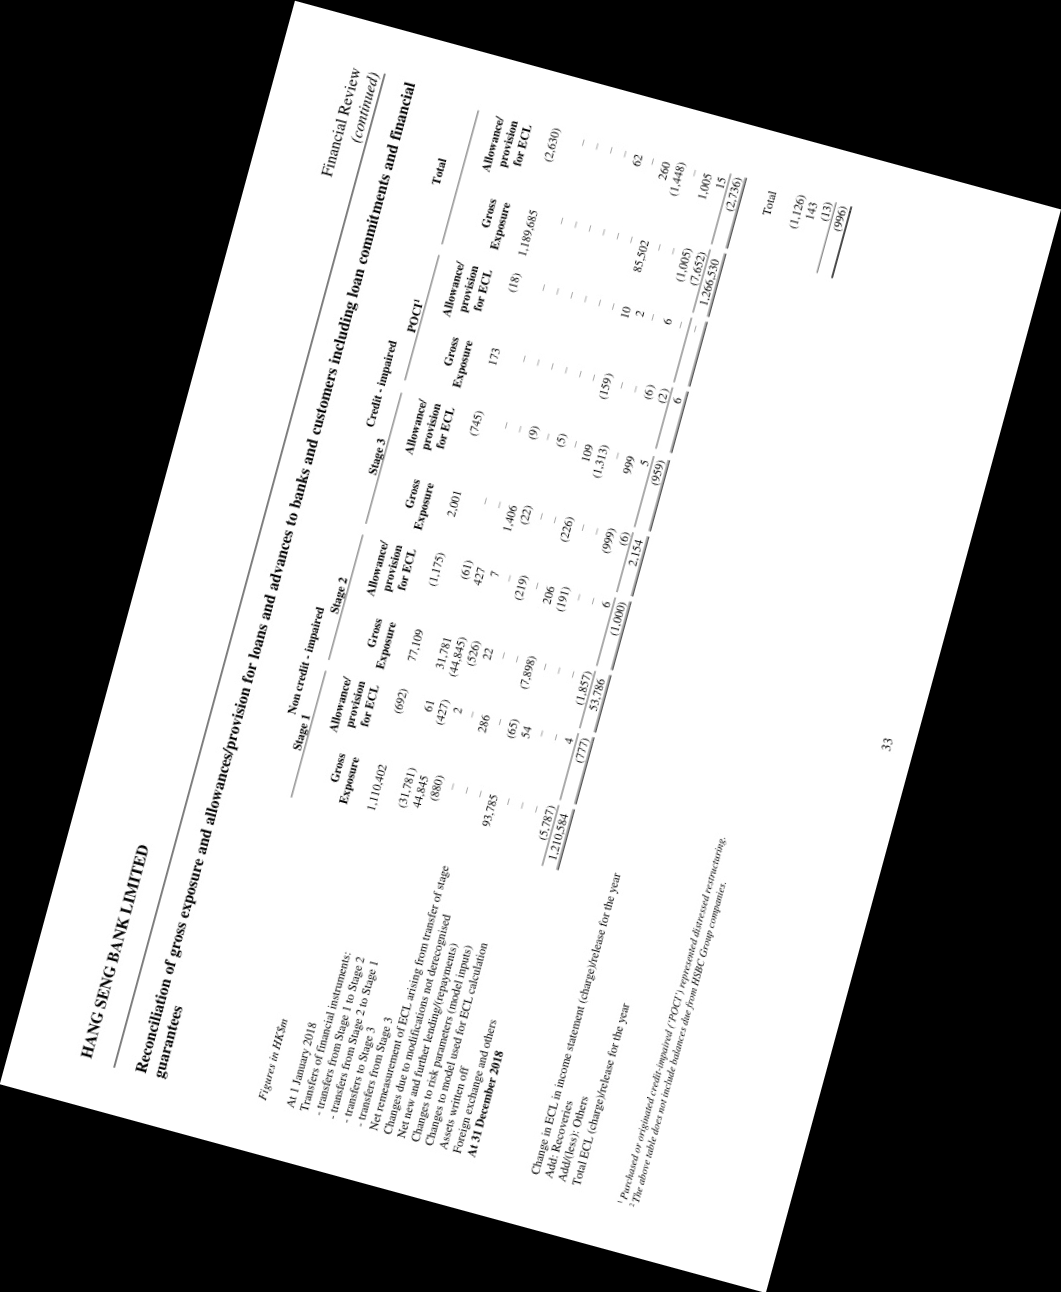 HANG SENG BANK LIMITED
Financial Review
(continued)
Reconciliation of gross exposure and allowances/provision for loans and advances to banks and customers including loan commitments and financial
guarantees
Non credit - impaired Credit - impaired
Stage 1 Stage 2 Stage 3 POCI¹ Total
Allowance/ Allowance/ Allowance/ Allowance/ Allowance/
Gross provision Gross provision Gross provision Gross provision Gross provision
Figures in HK$m Exposure for ECL Exposure for ECL Exposure for ECL Exposure for ECL Exposure for ECL
At 1 January 2018 1,110,402 (692) 77,109 (1,175) 2,001 (745) 173 (18) 1,189,685 (2,630)
Transfers of financial instruments:
- transfers from Stage 1 to Stage 2 (31,781) 61 31,781 (61) – – – – – –
- transfers from Stage 2 to Stage 1 44,845 (427) (44,845) 427 – – – – – –
- transfers to Stage 3 (880) 2 (526) 7 1,406 (9) – – – –
- transfers from Stage 3 – – 22 – (22) – – – – –
Net remeasurement of ECL arising from transfer of stage – 286 – (219) – (5) – – – 62
Changes due to modifications not derecognised – – – – – – – – – –
Net new and further lending/(repayments) 93,785 (65) (7,898) 206 (226) 109 (159) 10 85,502 260
Changes to risk parameters (model inputs) – 54 – (191) – (1,313) – 2 – (1,448)
Changes to model used for ECL calculation – – – – – – – – – –
Assets written off – – – – (999) 999 (6) 6 (1,005) 1,005
Foreign exchange and others (5,787) 4 (1,857) 6 (6) 5 (2) – (7,652) 15
At 31 December 2018 1,210,584 (777) 53,786 (1,000) 2,154 (959) 6 – 1,266,530 (2,736)
Total
Change in ECL in income statement (charge)/release for the year (1,126)
Add: Recoveries 143
Add/(less): Others (13)
Total ECL (charge)/release for the year (996)
¹ Purchased or originated credit-impaired ('POCI') represented distressed restructuring.
² The above table does not include balances due from HSBC Group companies.
33